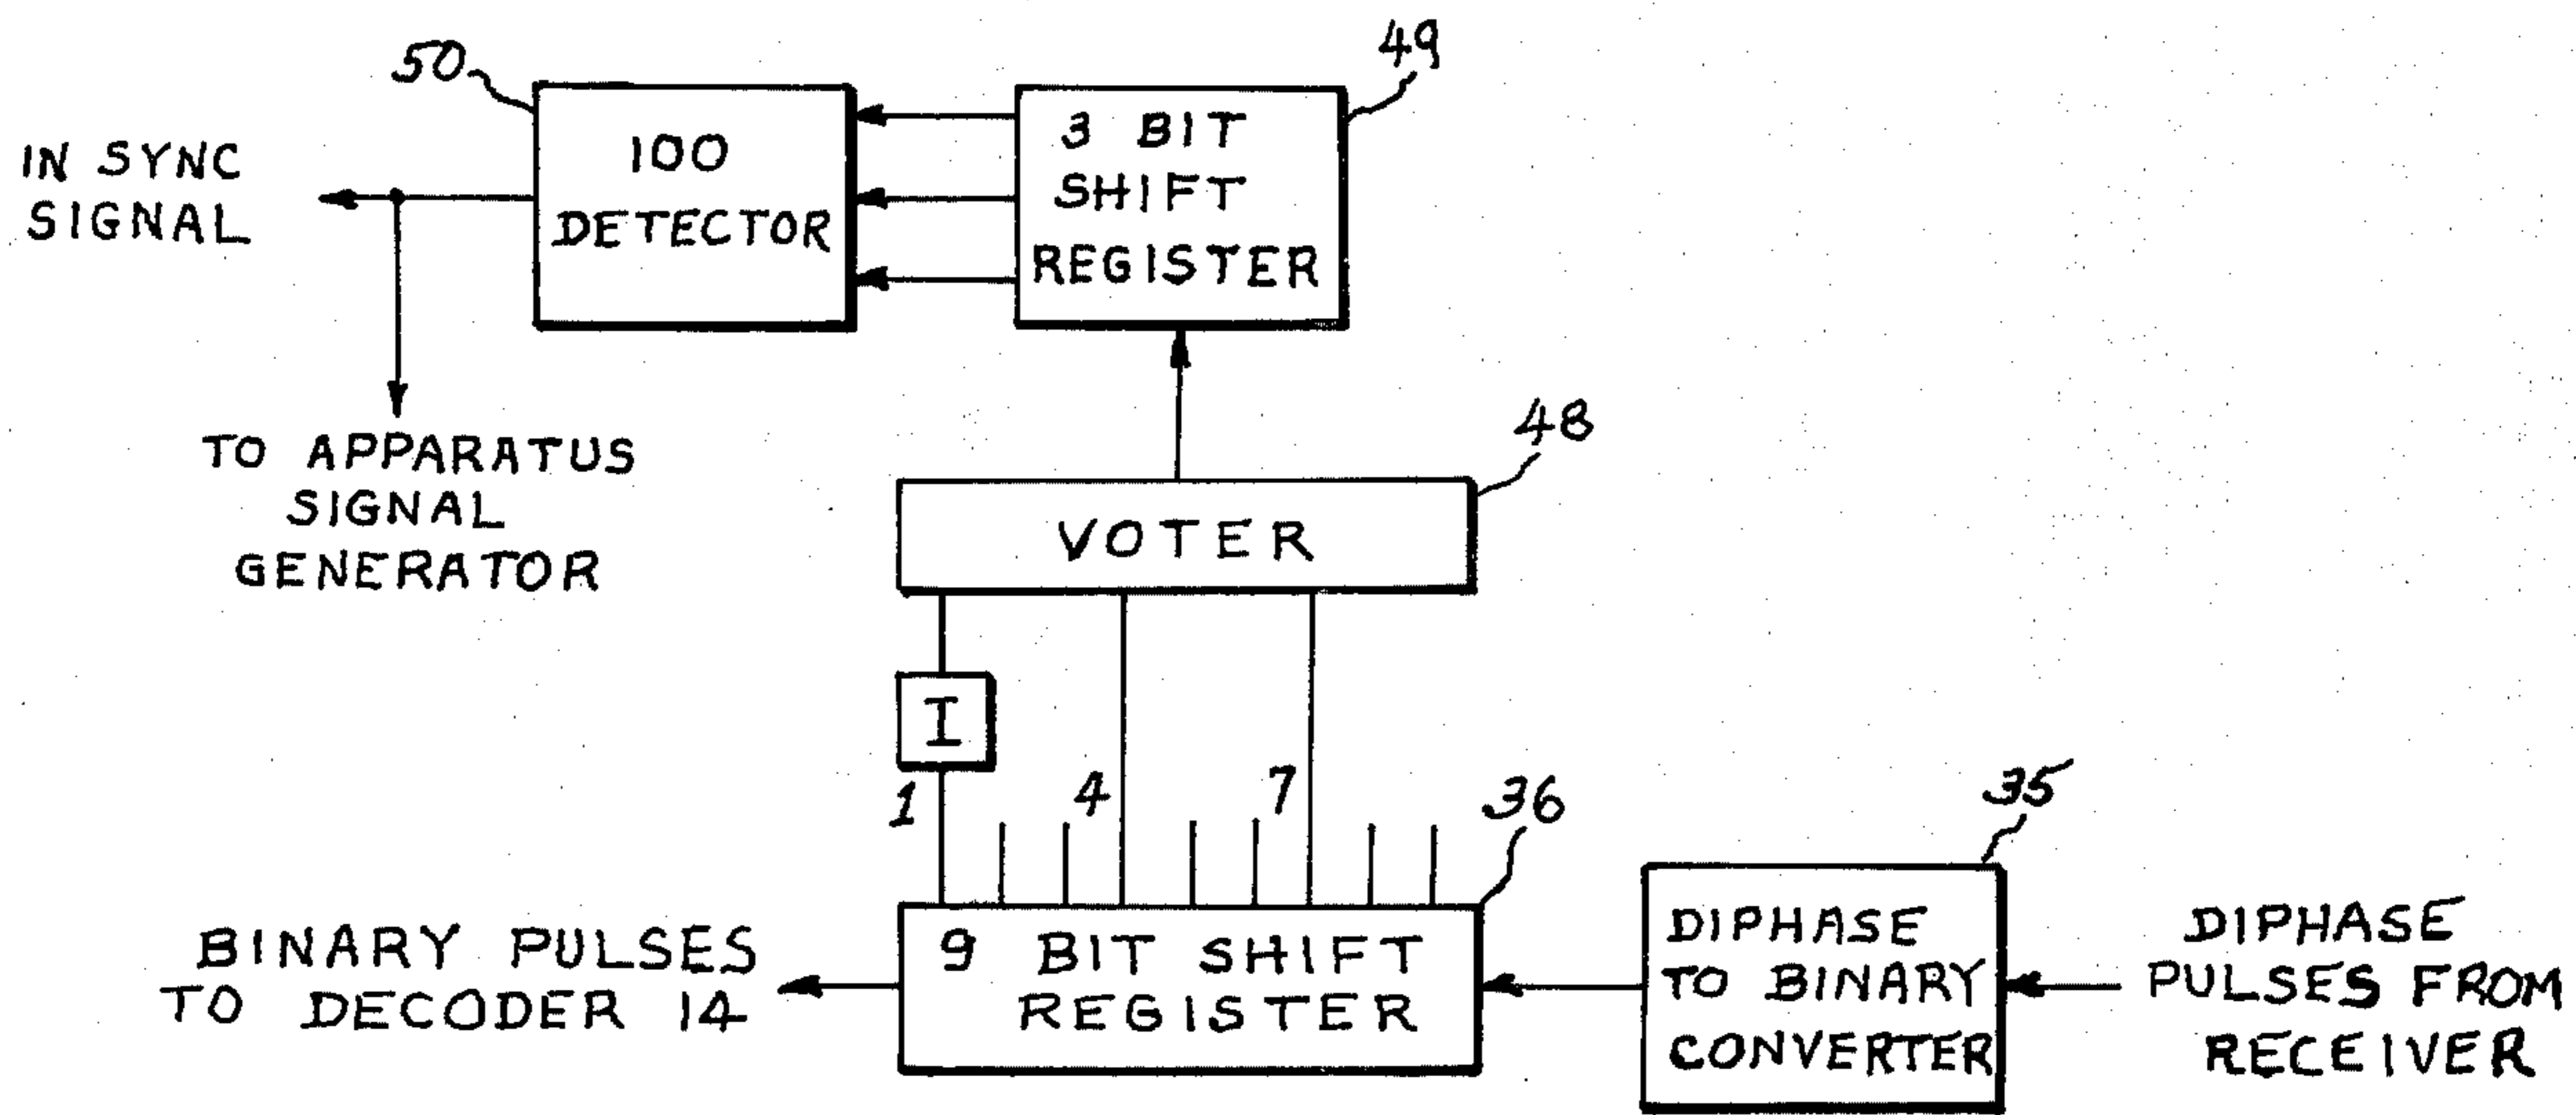 50
49
IN SYNC
SIGNAL
100
DETECTOR
3 BIT
SHIFT
REGISTER
TO APPARATUS
SIGNAL
GENERATOR
48
VOTER
I
1
4
7
36
35
BINARY PULSES
TO DECODER 14
9 BIT SHIFT
REGISTER
DIPHASE
TO BINARY
CONVERTER
DIPHASE
PULSES FROM
RECEIVER